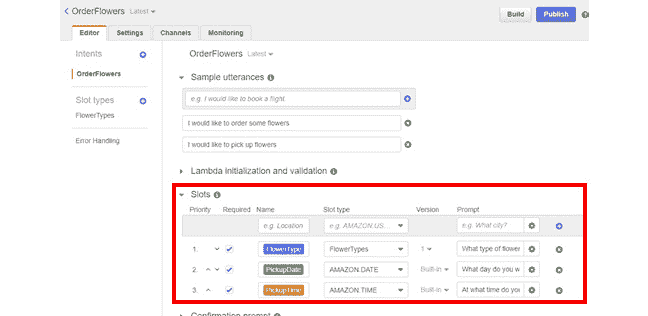 OrderFlowers Latest
Build Publish
Editor Settings Channels Monitoring
Intents
OrderFlowers
Slot types
FlowerTypes
Error Handling
OrderFlowers Latest
Sample utterances
e.g. I would like to book a flight.
I would like to order some flowers
I would like to pick up flowers
Lambda initialization and validation
Slots
Priority Required Name Slot type Version Prompt
e.g. Location e.g. AMAZON.US... e.g. What city?
1. FlowerType FlowerTypes 1 What type of flower
2. PickupDate AMAZON.DATE Built-in What day do you w
3. PickupTime AMAZON.TIME Built-in At what time do you
Confirmation prompt